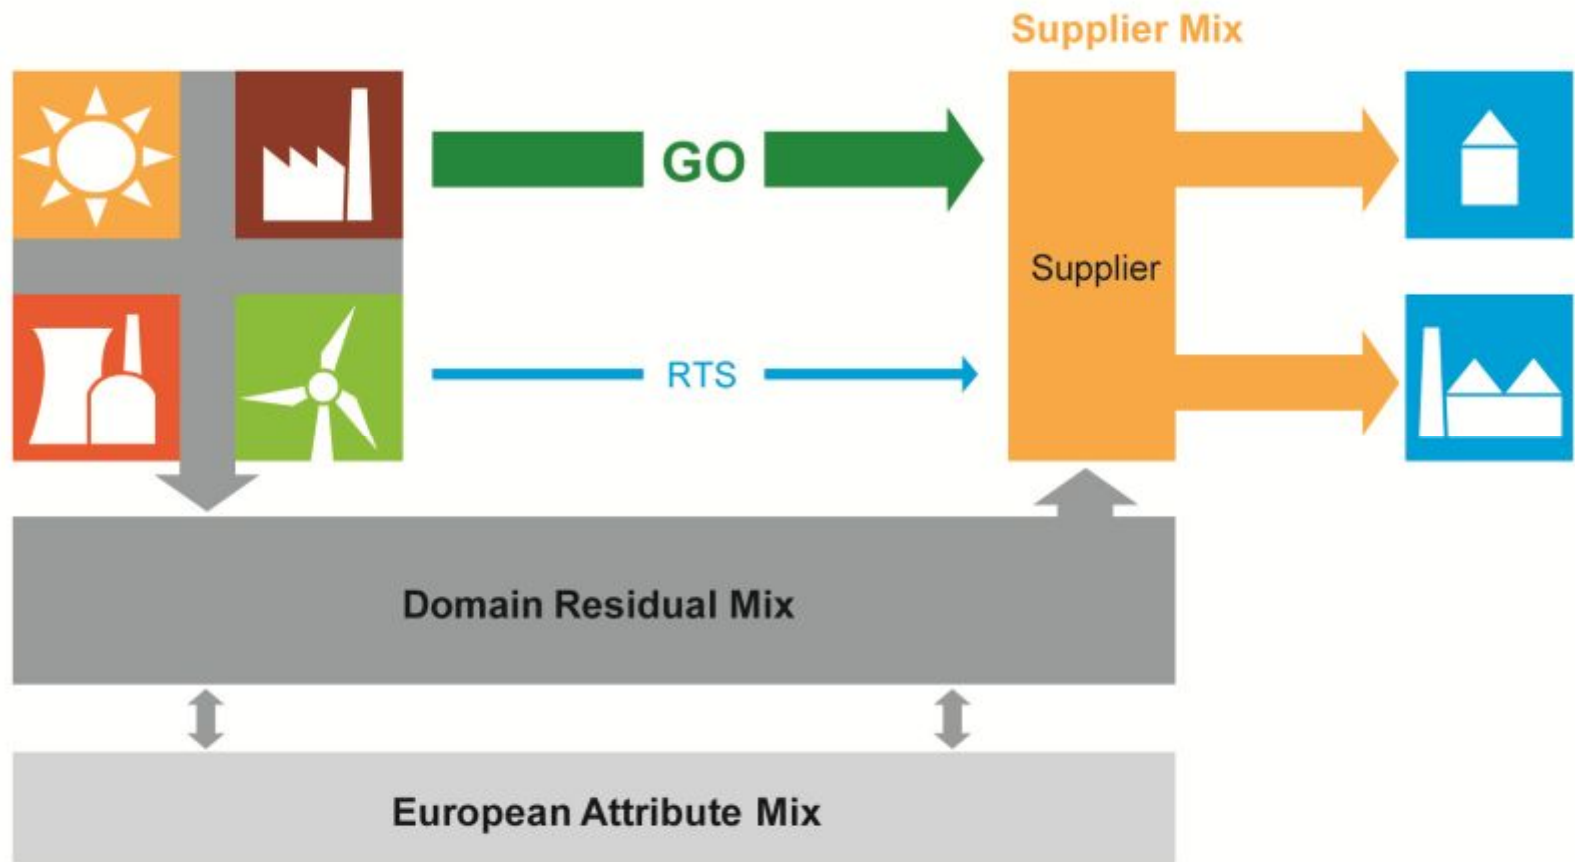 Supplier Mix
GO
Supplier
RTS
Domain Residual Mix
European Attribute Mix